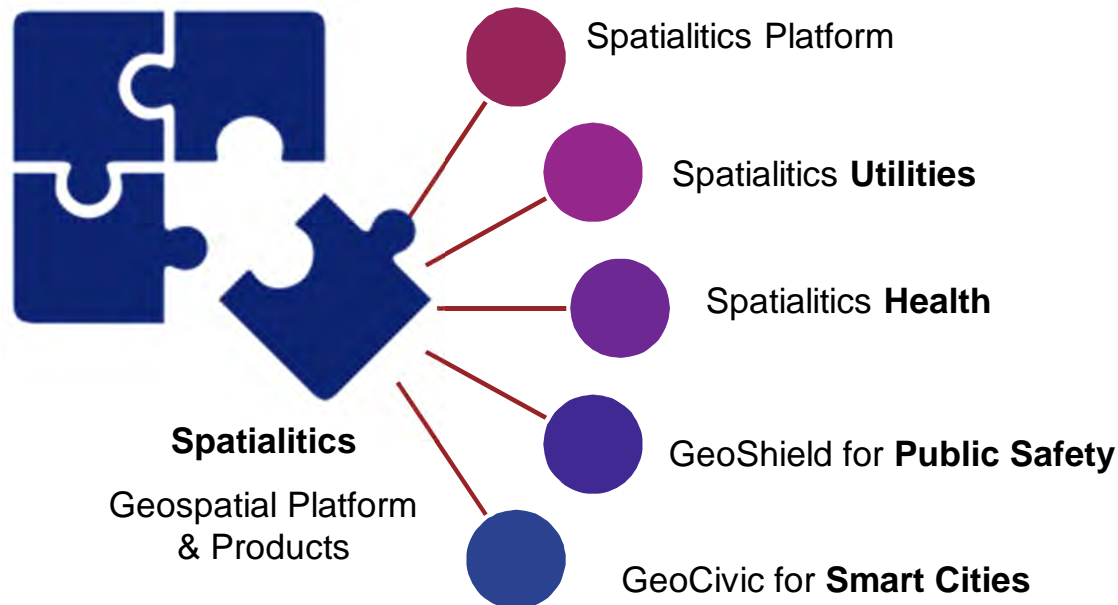 Spatialitics Platform
Spatialitics Utilities
Spatialitics Health
GeoShield for Public Safety
GeoCivic for Smart Cities
Spatialitics
Geospatial Platform
& Products